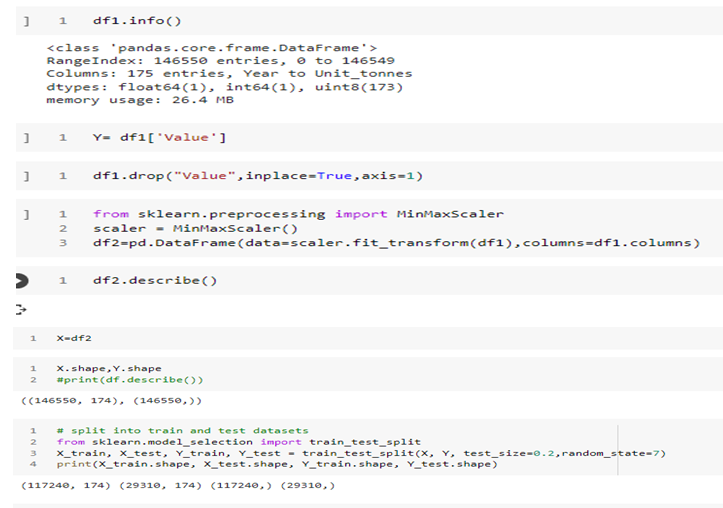 ] 1 df1.info()
<class 'pandas.core.frame.DataFrame'>
RangeIndex: 146550 entries, 0 to 146549
Columns: 175 entries, Year to Unit_tonnes
dtypes: float64(1), int64(1), uint8(173)
memory usage: 26.4 MB
] 1 Y= df1['Value']
] 1 df1.drop("Value",inplace=True,axis=1)
] 1 from sklearn.preprocessing import MinMaxScaler
2 scaler = MinMaxScaler()
3 df2=pd.DataFrame(data=scaler.fit_transform(df1),columns=df1.columns)
1 df2.describe()
1 X=df2
1 X.shape,Y.shape
2 #print(df.describe())
((146550, 174), (146550,))
1 # split into train and test datasets
2 from sklearn.model_selection import train_test_split
3 X_train, X_test, Y_train, Y_test = train_test_split(X, Y, test_size=0.2,random_state=7)
4 print(X_train.shape, X_test.shape, Y_train.shape, Y_test.shape)
(117240, 174) (29310, 174) (117240,) (29310,)